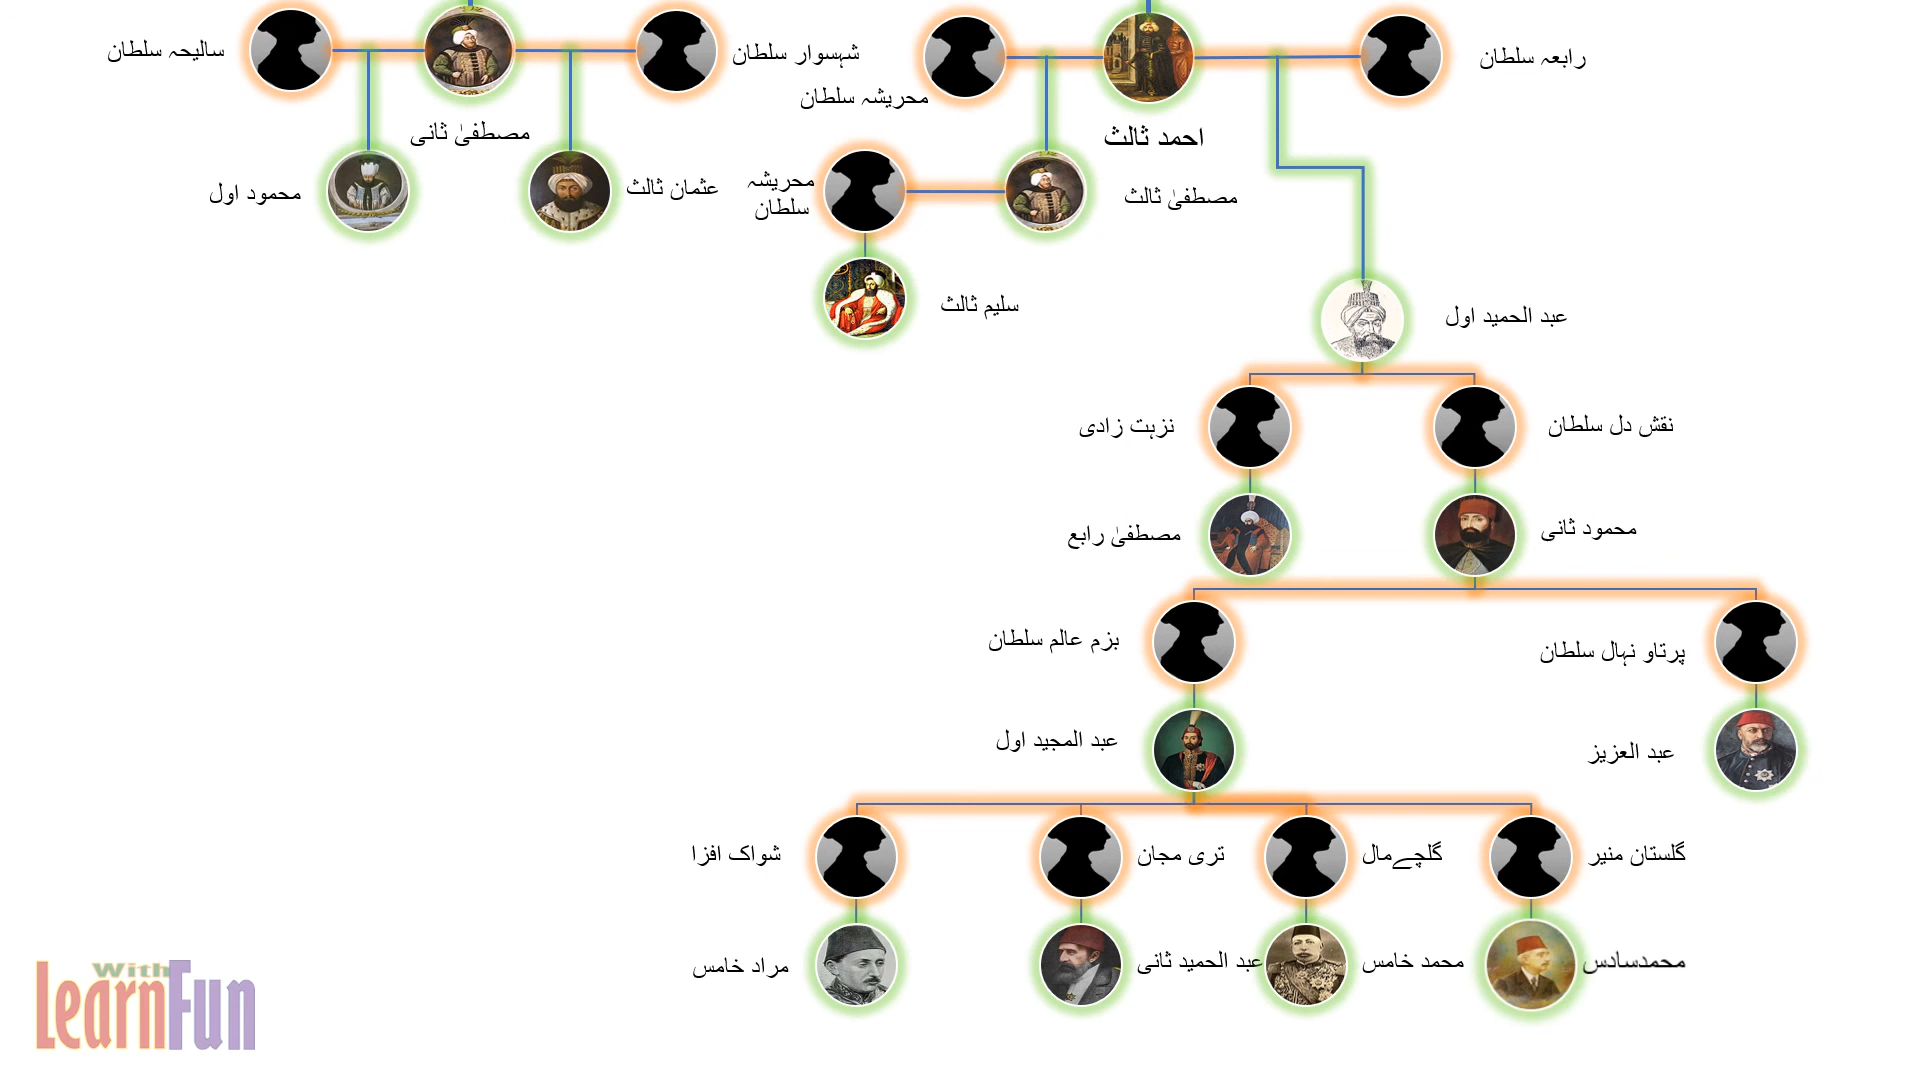 رابعہ سلطان
شہسوار سلطان
سالیحہ سلطان
محریشہ سلطان
احمد ثالث
مصطفیٰ ثانی
مصطفیٰ ثالث
محریشہ
سلطان
عثمان ثالث
محمود اول
سلیم ثالث
عبد الحمید اول
نقش دل سلطان
نزہت زادی
محمود ثانی
مصطفیٰ رابع
پرتاو نہال سلطان
بزم عالم سلطان
عبد العزیز
عبد المجید اول
گلستان منیر
گلچےمال
تری مجان
شواک افزا
محمدسادس
محمد خامس
عبد الحمید ثانی
مراد خامس
With
LearnFun